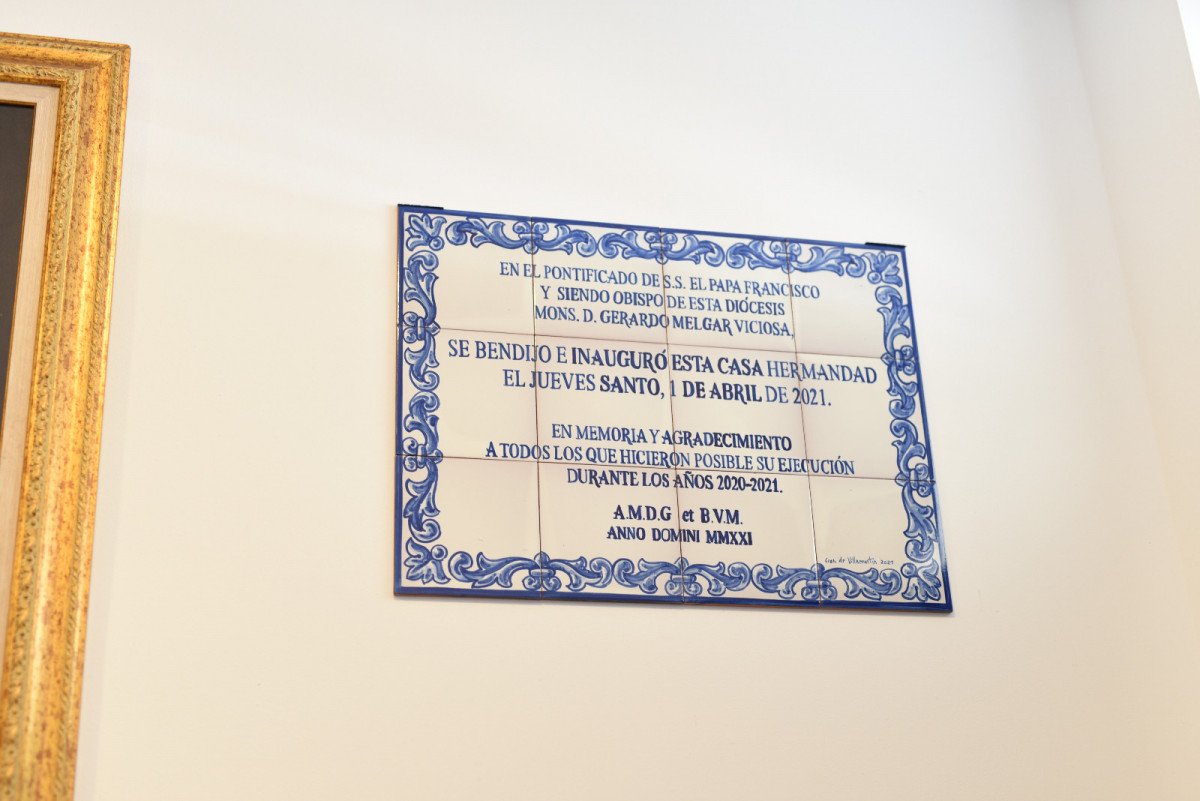 EN EL PONTIFICADO DE S.S. EL PAPA FRANCISCO
Y SIENDO OBISPO DE ESTA DIÓCESIS
MONS. D. GERARDO MELGAR VICIOSA,
SE BENDIJO E INAUGURÓ ESTA CASA HERMANDAD
EL JUEVES SANTO, 1 DE ABRIL DE 2021.
EN MEMORIA Y AGRADECIMIENTO
A TODOS LOS QUE HICIERON POSIBLE SU EJECUCIÓN
DURANTE LOS AÑOS 2020-2021.
A.M.D.G et B.V.M.
ANNO DOMINI MMXXI
de 2021